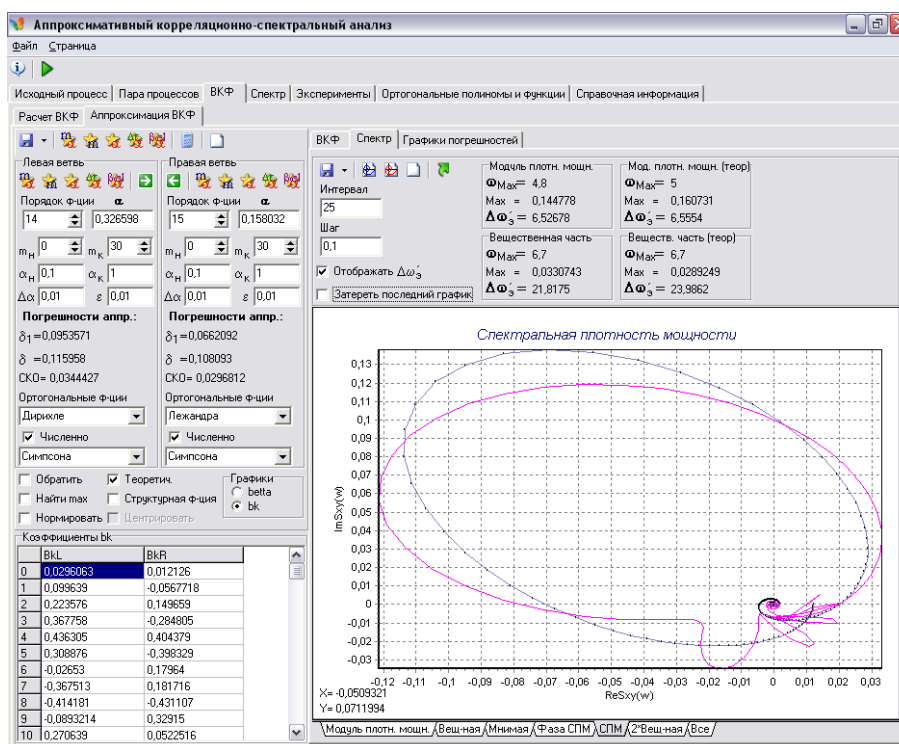 Аппроксимативный корреляционно-спектральный анализ
Файл Страница
Исходный процесс Пара процессов ВКФ Спектр Эксперименты Ортогональные полиномы и функции Справочная информация
Расчет ВКФ Аппроксимация ВКФ
Левая ветвь
Порядок ф-ции α
14 0,326598
mн 0 mк 30
αн 0,1 αк 1
Δα 0,01 ε 0,01
Погрешности аппр.:
δ1=0,0953571
δ =0,115958
СКО= 0,0344427
Ортогональные ф-ции
Дирихле
Численно
Симпсона
Правая ветвь
Порядок ф-ции α
15 0,158032
mн 0 mк 30
αн 0,1 αк 1
Δα 0,01 ε 0,01
Погрешности аппр.:
δ1=0,0662092
δ =0,108093
СКО= 0,0296812
Ортогональные ф-ции
Лежандра
Численно
Симпсона
Обратить Теоретич.
Найти max Структурная ф-ция
Нормировать Центрировать
Графики
betta
bk
Коэффициенты bk
BkL BkR
0 0,0296063 0,012126
1 0,099639 -0,0567718
2 0,223576 0,149659
3 0,367758 -0,284805
4 0,436305 0,404379
5 0,308876 -0,398329
6 -0,02653 0,17964
7 -0,367513 0,181716
8 -0,414181 -0,431107
9 -0,0893214 0,32915
10 0,270639 0,0522516
ВКФ Спектр Графики погрешностей
Интервал
25
Шаг
0,1
Отображать Δω′э
Затереть последний график
Модуль плотн. мощн.
ωMax= 4,8
Max = 0,144778
Δω′э = 6,52678
Мод. плотн. мощн. (теор)
ωMax= 5
Max = 0,160731
Δω′э = 6,5554
Вещественная часть
ωMax= 6,7
Max = 0,0330743
Δω′э = 21,8175
Веществ. часть (теор)
ωMax= 6,7
Max = 0,0289249
Δω′э = 23,9862
Спектральная плотность мощности
ImSxy(w)
0,13
0,12
0,11
0,1
0,09
0,08
0,07
0,06
0,05
0,04
0,03
0,02
0,01
0
-0,01
-0,02
-0,03
-0,12 -0,11 -0,1 -0,09 -0,08 -0,07 -0,06 -0,05 -0,04 -0,03 -0,02 -0,01 0 0,01 0,02 0,03
ReSxy(w)
X= -0,0509321
Y= 0,0711994
Модуль плотн. мощн. Вещ-ная Мнимая Фаза СПМ СПМ 2*Вещ-ная Все